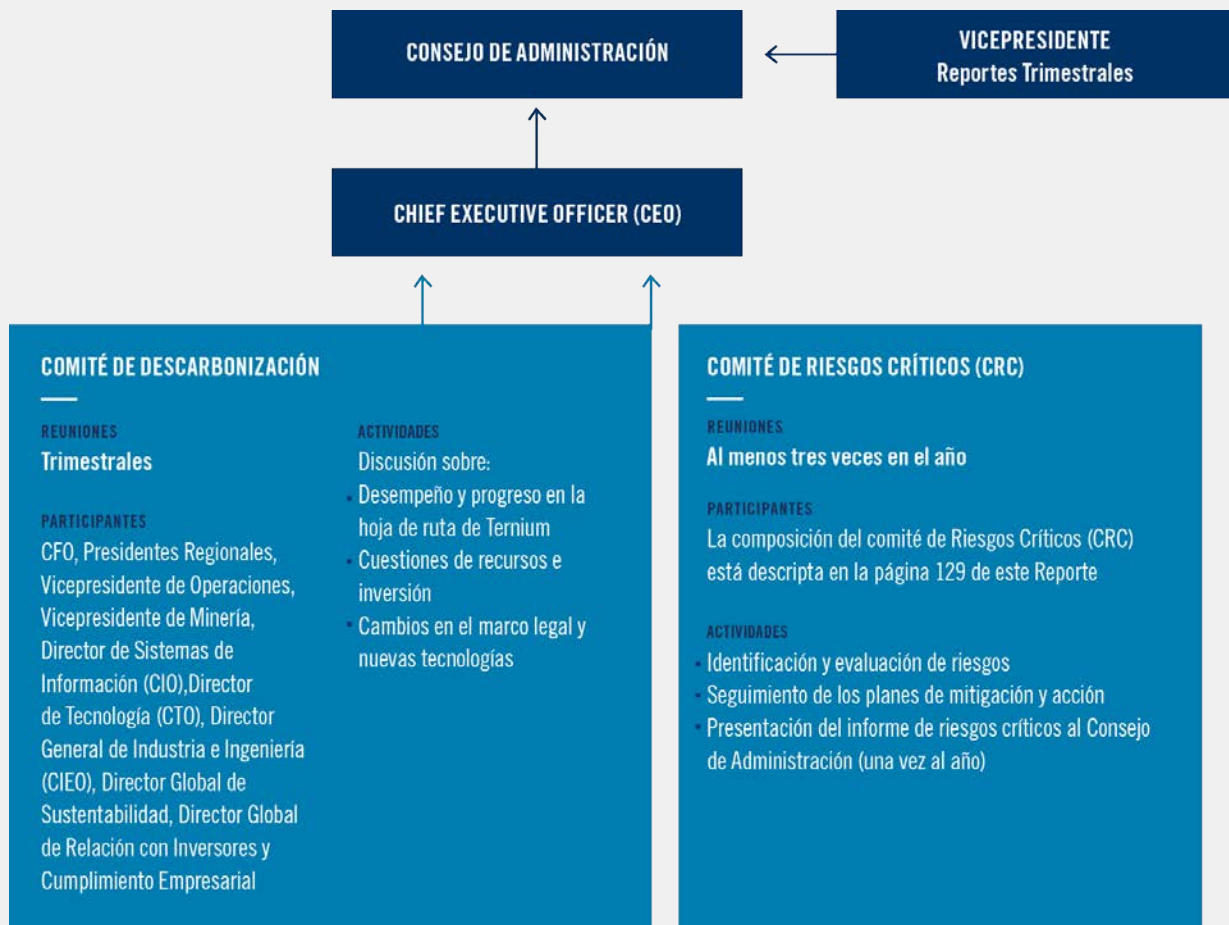 CONSEJO DE ADMINISTRACIÓN
VICEPRESIDENTE
Reportes Trimestrales
CHIEF EXECUTIVE OFFICER (CEO)
COMITÉ DE DESCARBONIZACIÓN
REUNIONES
Trimestrales
PARTICIPANTES
CFO, Presidentes Regionales,
Vicepresidente de Operaciones,
Vicepresidente de Minería,
Director de Sistemas de
Información (CIO),Director
de Tecnología (CTO), Director
General de Industria e Ingeniería
(CIEO), Director Global de
Sustentabilidad, Director Global
de Relación con Inversores y
Cumplimiento Empresarial
ACTIVIDADES
Discusión sobre:
• Desempeño y progreso en la
hoja de ruta de Ternium
• Cuestiones de recursos e
inversión
• Cambios en el marco legal y
nuevas tecnologías
COMITÉ DE RIESGOS CRÍTICOS (CRC)
REUNIONES
Al menos tres veces en el año
PARTICIPANTES
La composición del comité de Riesgos Críticos (CRC)
está descripta en la página 129 de este Reporte
ACTIVIDADES
• Identificación y evaluación de riesgos
• Seguimiento de los planes de mitigación y acción
• Presentación del informe de riesgos críticos al Consejo
de Administración (una vez al año)